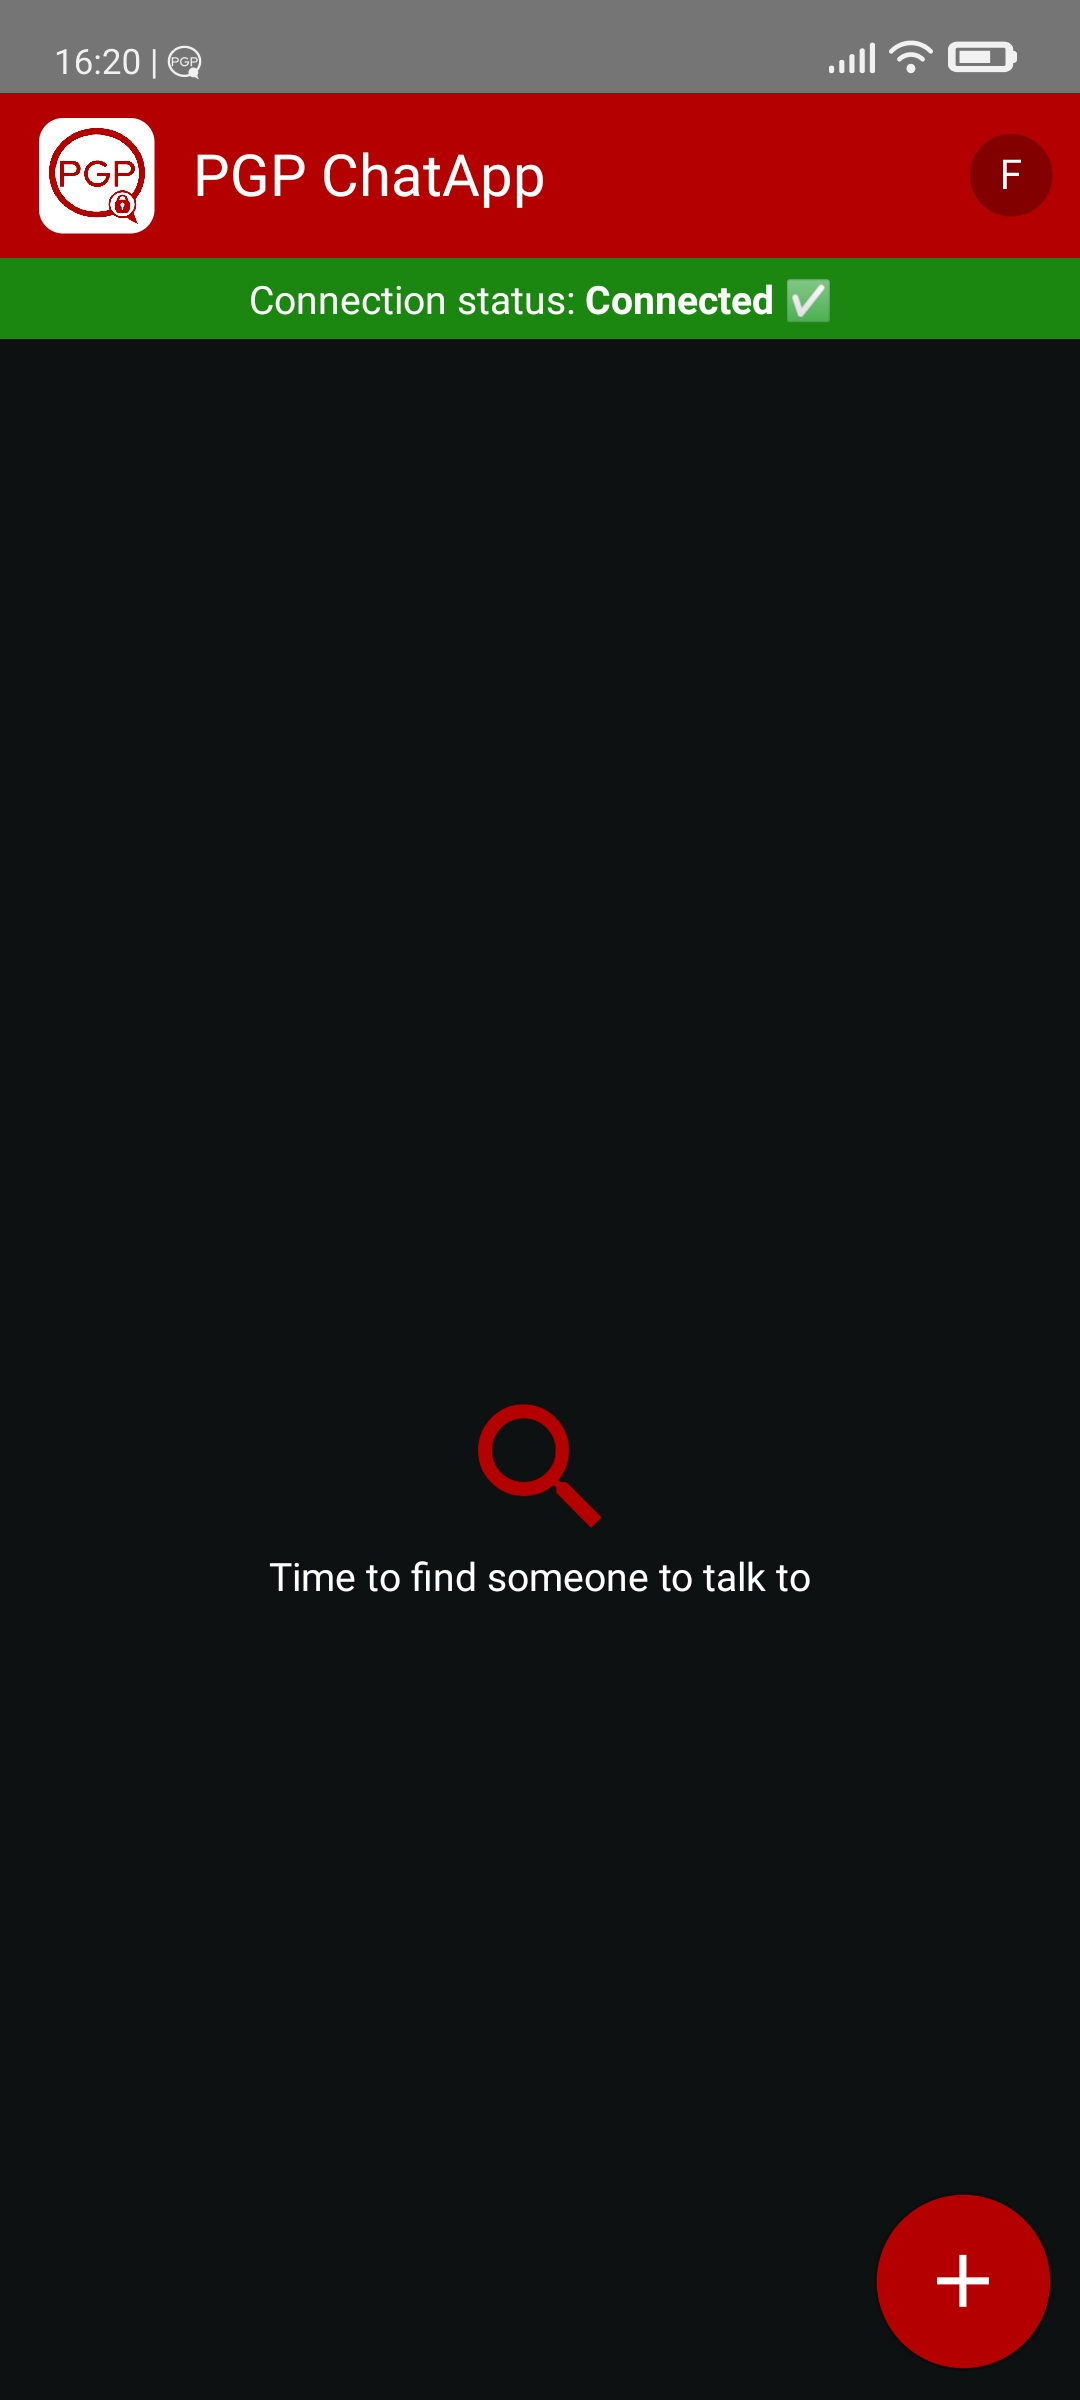 16:20 | PGP
PGP
PGP ChatApp
F
Connection status: Connected ✅
Time to find someone to talk to